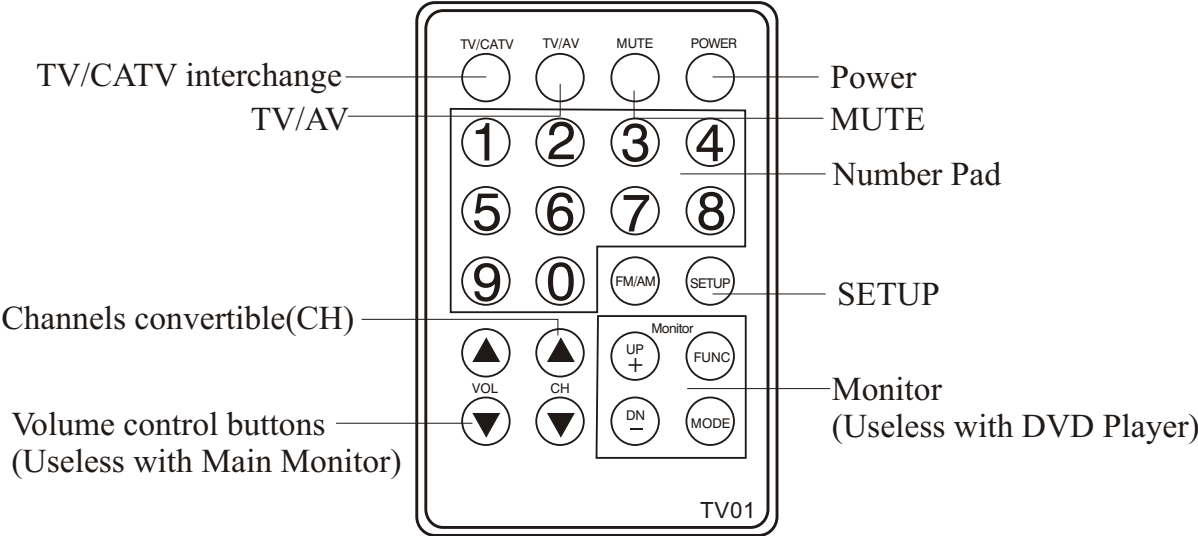 TV/CATV TV/AV MUTE POWER
TV/CATV interchange
Power
TV/AV
MUTE
1 2 3 4
Number Pad
5 6 7 8
9 0 FM/AM SETUP
SETUP
Channels convertible(CH)
Monitor
UP
+
FUNC
VOL CH
Monitor
(Useless with DVD Player)
DN
–
MODE
Volume control buttons
(Useless with Main Monitor)
TV01